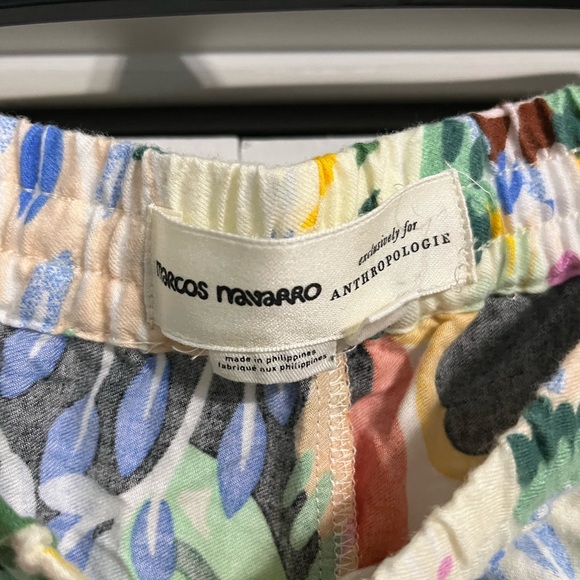 marcos navarro
exclusively for
ANTHROPOLOGIE
made in philippines
fabriqué aux philippines